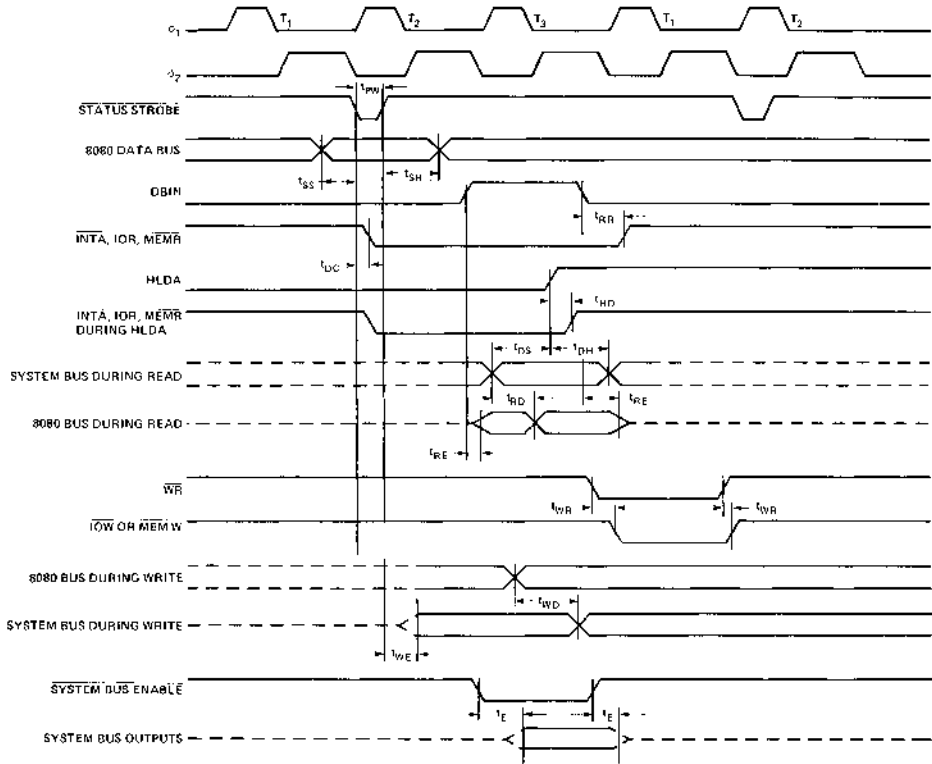 φ1 T1 T2 T3 T1 T2
φ2
tPW
STATUS STROBE
8080 DATA BUS
tSS tSH
DBIN
tRR
INTA, IOR, MEMR
tDC
HLDA
tHD
INTA, IOR, MEMR
DURING HLDA
tDS tDH
SYSTEM BUS DURING READ
tRD tRE
8080 BUS DURING READ
tRE
WR
tWR tWR
IOW OR MEM W
8080 BUS DURING WRITE
tWD
SYSTEM BUS DURING WRITE
tWE
SYSTEM BUS ENABLE
tE tE
SYSTEM BUS OUTPUTS